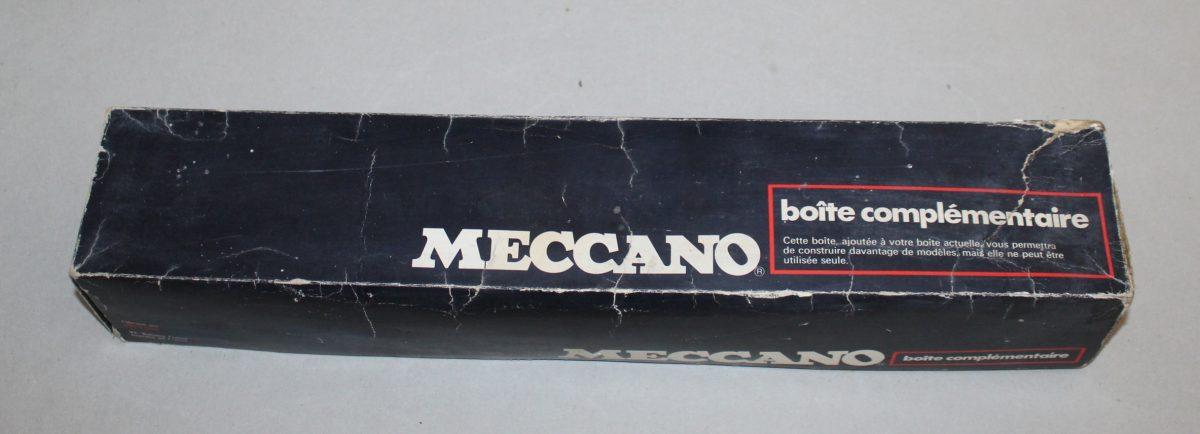 boîte complémentaire
MECCANO®
Cette boîte, ajoutée à votre boîte actuelle, vous permettra
de construire davantage de modèles, mais elle ne peut être
utilisée seule.
MECCANO
boîte complémentaire